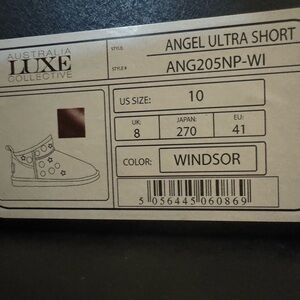 AUSTRALIA
LUXE
COLLECTIVE
STYLE: ANGEL ULTRA SHORT
STYLE #: ANG205NP-WI
US SIZE: 10
UK: 8 JAPAN: 270 EU: 41
COLOR: WINDSOR
5 056445 060869